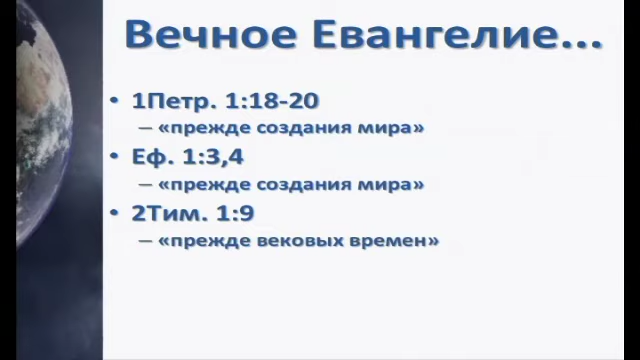 Вечное Евангелие...
• 1Петр. 1:18-20
– «прежде создания мира»
• Еф. 1:3,4
– «прежде создания мира»
• 2Тим. 1:9
– «прежде вековых времен»